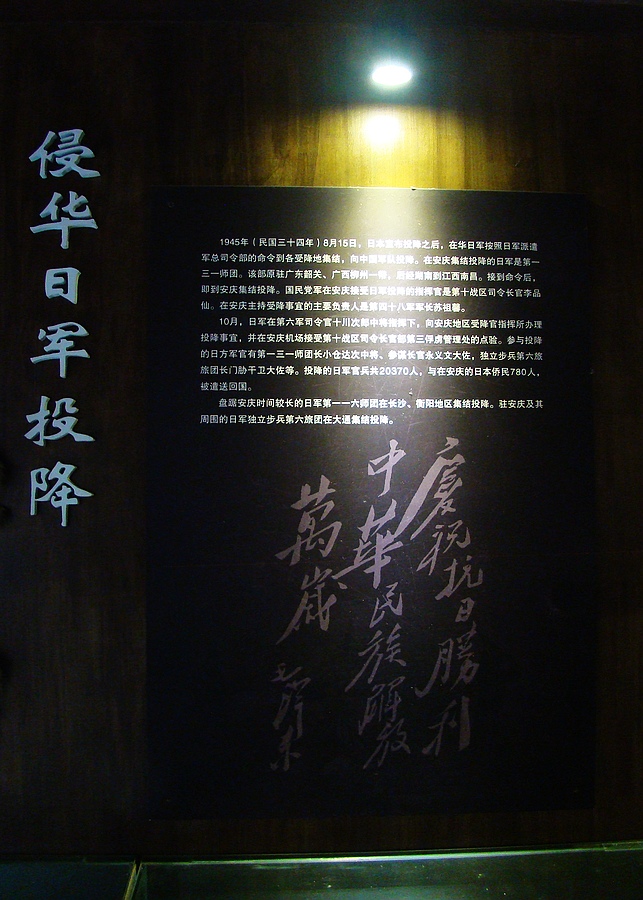 侵华日军投降
1945年（民国三十四年）8月15日，日本宣布投降之后，在华日军按照日军派遣
军总司令部的命令到各受降地集结，向中国军队投降。在安庆集结投降的日军是第一
三一师团。该部原驻广东韶关、广西柳州一带，后经湖南到江西南昌。接到命令后，
即到安庆集结投降。国民党军在安庆接受日军投降的指挥官是第十战区司令长官李品
仙。在安庆主持受降事宜的主要负责人是第四十八军军长苏祖馨。
10月，日军在第六军司令官十川次郎中将指挥下，向安庆地区受降官指挥所办理
投降事宜，并在安庆机场接受第十战区司令长官部第三俘虏管理处的点验。参与投降
的日方军官有第一三一师团长小仓达次中将、参谋长官永义文大佐，独立步兵第六旅
旅团长门胁干卫大佐等。投降的日军官兵共20370人，与在安庆的日本侨民780人，
被遣送回国。
盘踞安庆时间较长的日军第一一六师团在长沙、衡阳地区集结投降。驻安庆及其
周围的日军独立步兵第六旅团在大通集结投降。
慶祝抗日勝利
中华民族解放
萬歲
毛泽东